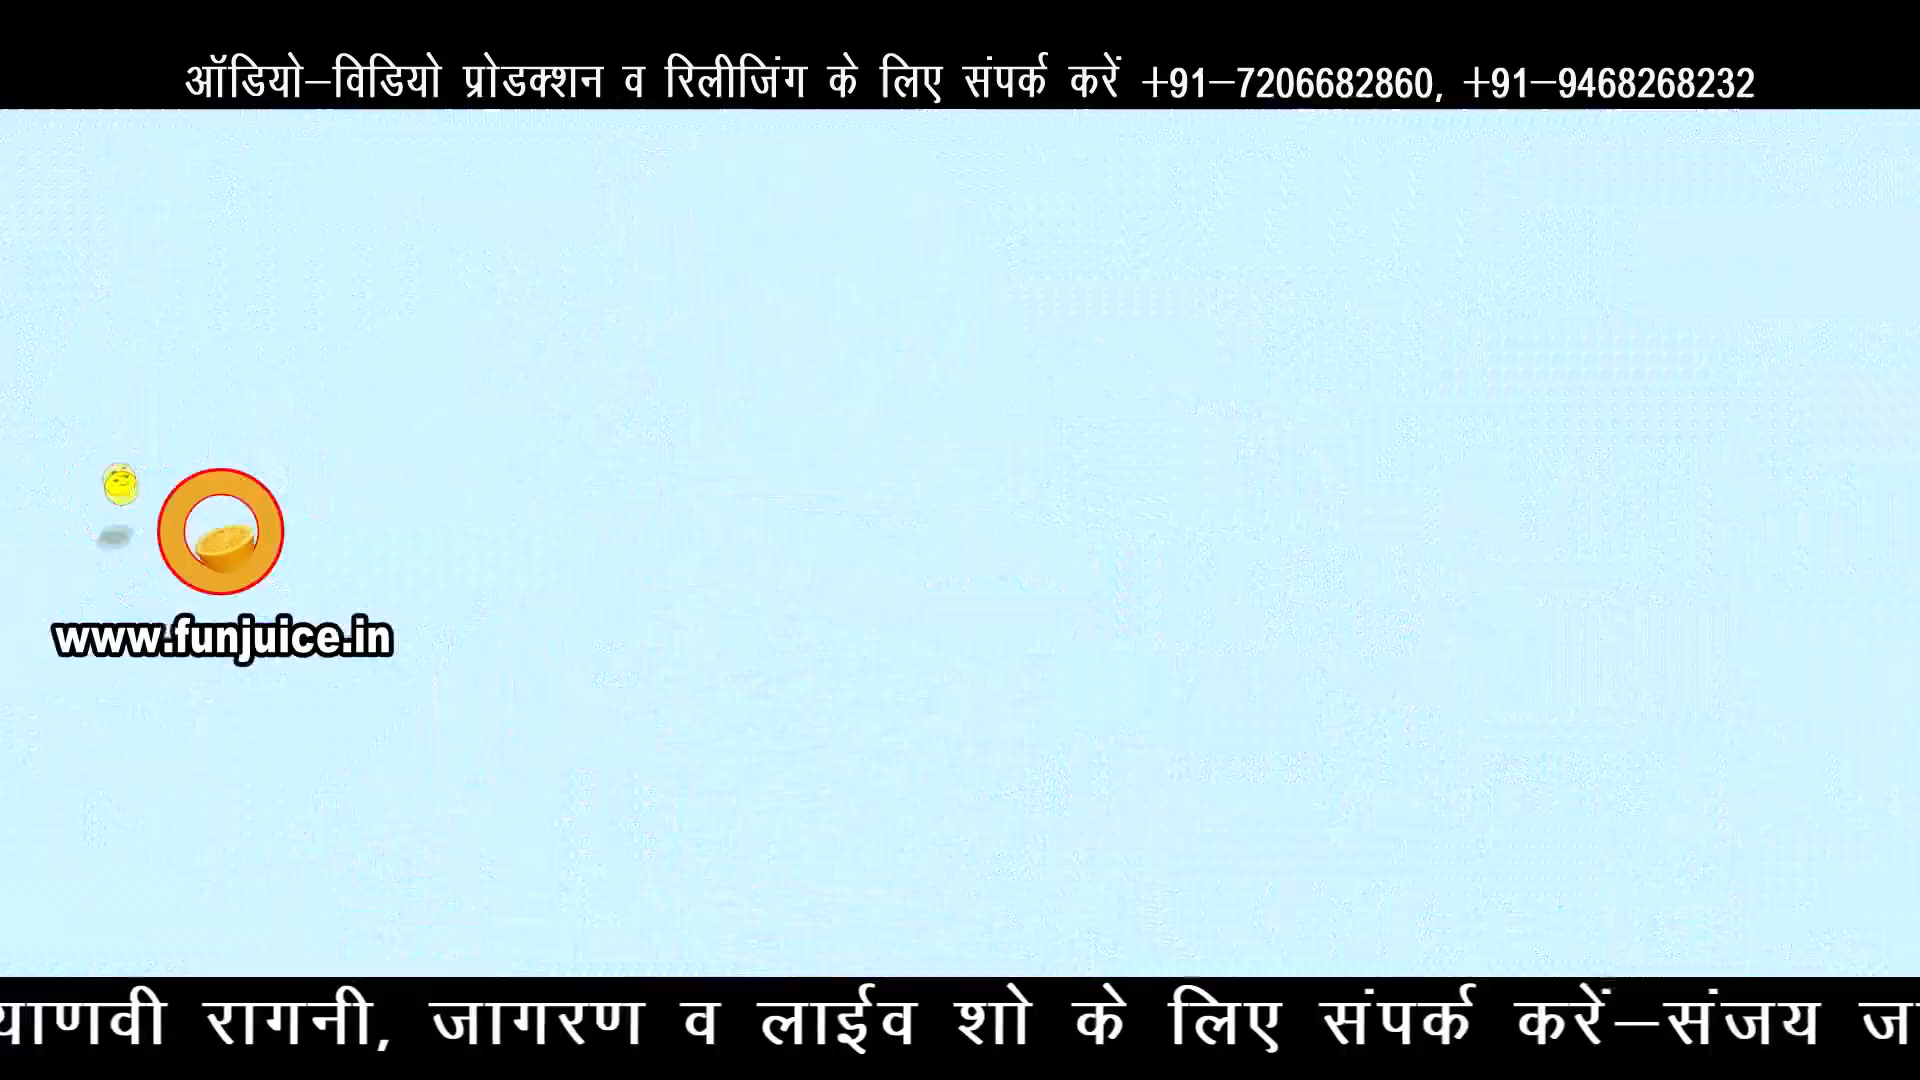 ऑडियो-विडियो प्रोडक्शन व रिलीजिंग के लिए संपर्क करें +91-7206682860, +91-9468268232
www.funjuice.in
रागनी, जागरण व लाईव शो के लिए संपर्क करें-संजय